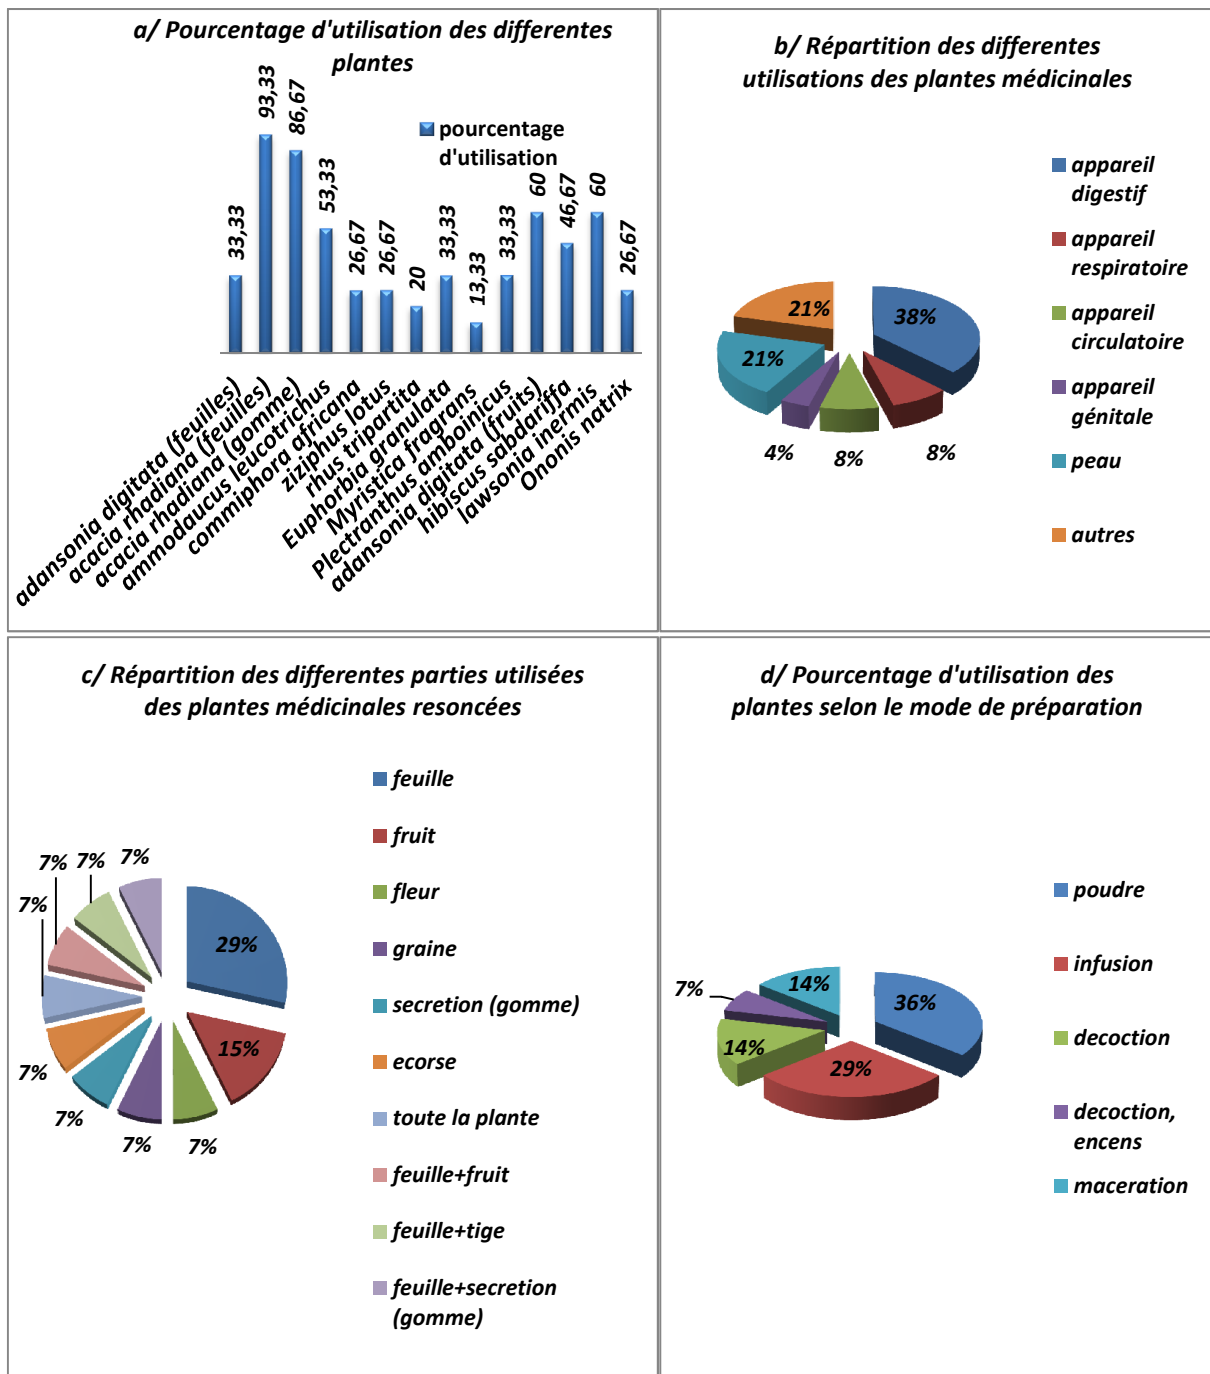 a/ Pourcentage d'utilisation des differentes
plantes
33,33
93,33
86,67
53,33
26,67
26,67
20
33,33
13,33
33,33
60
46,67
60
26,67
pourcentage
d'utilisation
adansonia digitata (feuilles)
acacia rhadiana (feuilles)
acacia rhadiana (gomme)
ammodaucus leucotrichus
commiphora africana
ziziphus lotus
rhus tripartita
Euphorbia granulata
Myristica fragrans
Plectranthus amboinicus
adansonia digitata (fruits)
hibiscus sabdariffa
lawsonia inermis
Ononis natrix
b/ Répartition des differentes
utilisations des plantes médicinales
21%
38%
21%
4%
8%
8%
appareil
digestif
appareil
respiratoire
appareil
circulatoire
appareil
génitale
peau
autres
c/ Répartition des differentes parties utilisées
des plantes médicinales resoncées
7%
7%
7%
7%
29%
15%
7%
7%
7%
7%
feuille
fruit
fleur
graine
secretion (gomme)
ecorse
toute la plante
feuille+fruit
feuille+tige
feuille+secretion
(gomme)
d/ Pourcentage d'utilisation des
plantes selon le mode de préparation
14%
7%
36%
14%
29%
poudre
infusion
decoction
decoction,
encens
maceration